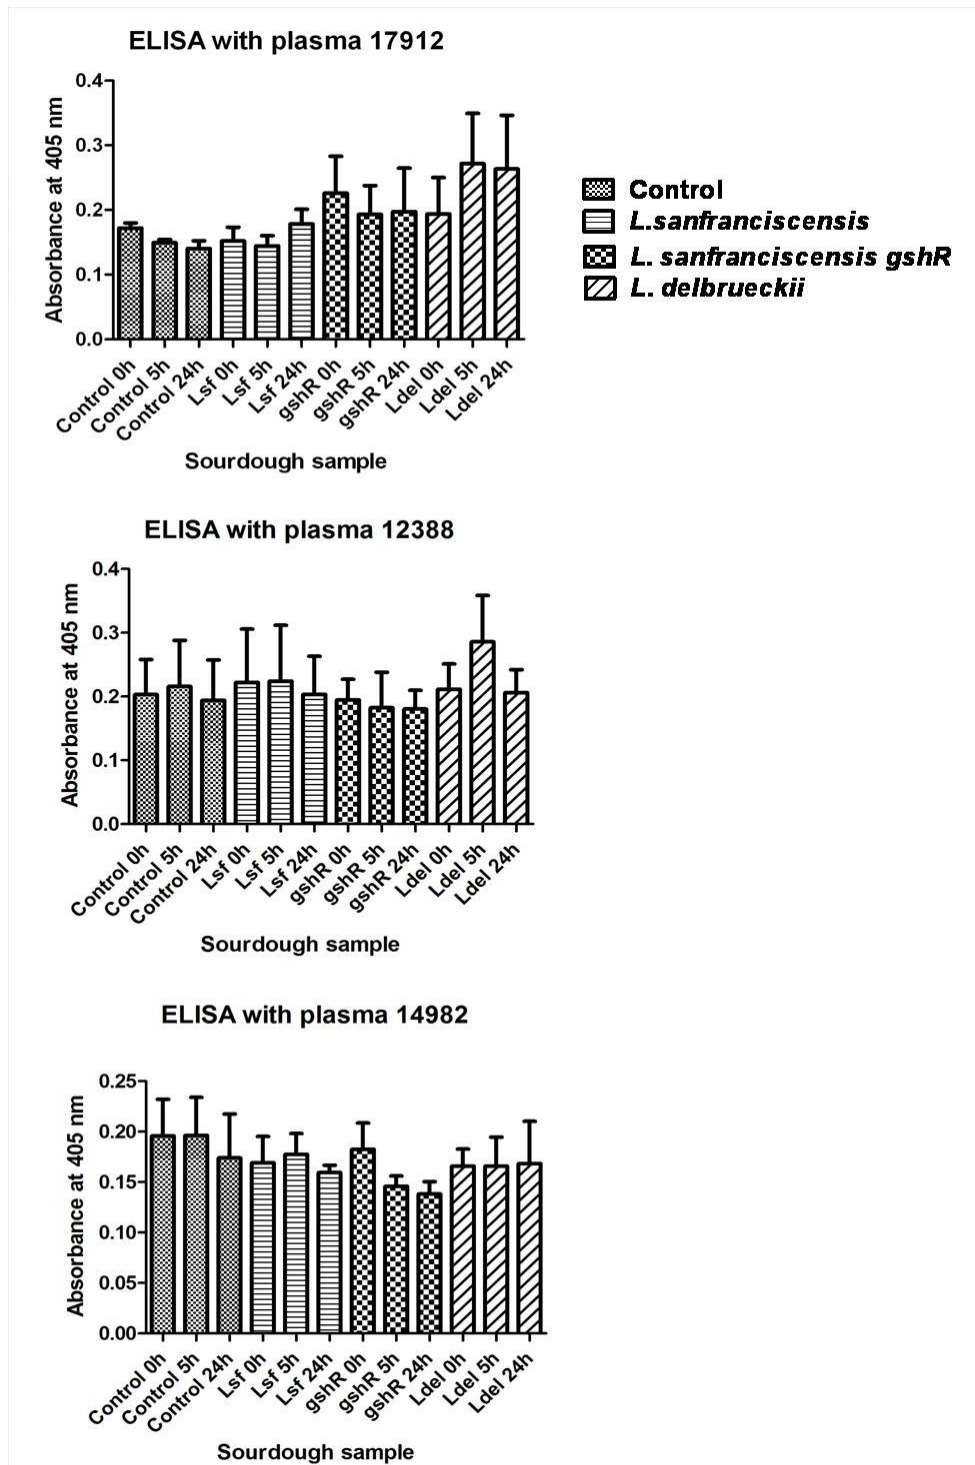 ELISA with plasma 17912
Absorbance at 405 nm
0.4
0.3
0.2
0.1
0.0
Control 0h
Control 5h
Control 24h
Lsf 0h
Lsf 5h
Lsf 24h
gshR 0h
gshR 5h
gshR 24h
Ldel 0h
Ldel 5h
Ldel 24h
Sourdough sample
Control
L.sanfranciscensis
L. sanfranciscensis gshR
L. delbrueckii
ELISA with plasma 12388
Absorbance at 405 nm
0.4
0.3
0.2
0.1
0.0
Control 0h
Control 5h
Control 24h
Lsf 0h
Lsf 5h
Lsf 24h
gshR 0h
gshR 5h
gshR 24h
Ldel 0h
Ldel 5h
Ldel 24h
Sourdough sample
ELISA with plasma 14982
Absorbance at 405 nm
0.25
0.20
0.15
0.10
0.05
0.00
Control 0h
Control 5h
Control 24h
Lsf 0h
Lsf 5h
Lsf 24h
gshR 0h
gshR 5h
gshR 24h
Ldel 0h
Ldel 5h
Ldel 24h
Sourdough sample